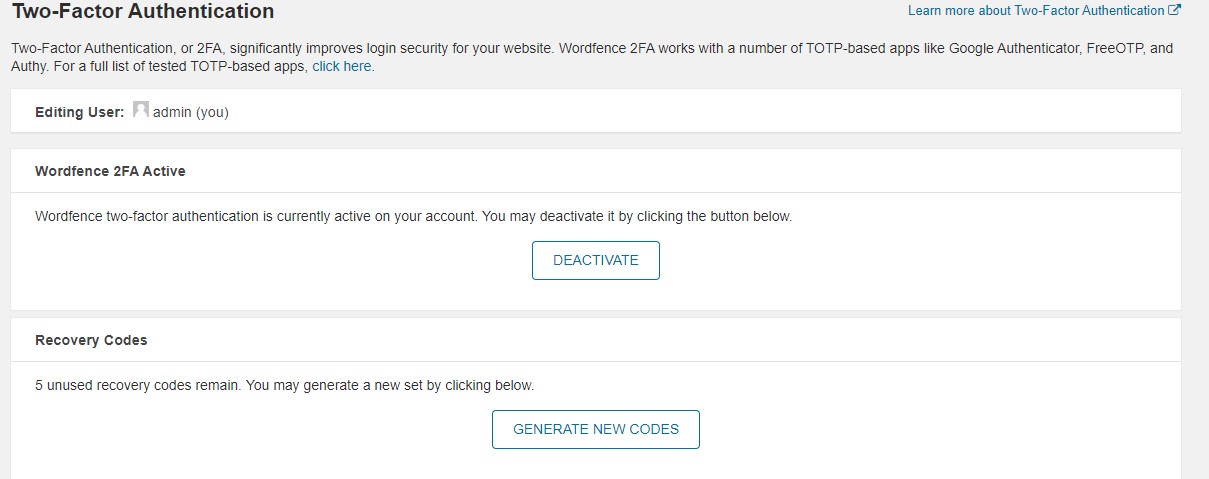 Two-Factor Authentication
Learn more about Two-Factor Authentication
Two-Factor Authentication, or 2FA, significantly improves login security for your website. Wordfence 2FA works with a number of TOTP-based apps like Google Authenticator, FreeOTP, and
Authy. For a full list of tested TOTP-based apps, click here.
Editing User: admin (you)
Wordfence 2FA Active
Wordfence two-factor authentication is currently active on your account. You may deactivate it by clicking the button below.
DEACTIVATE
Recovery Codes
5 unused recovery codes remain. You may generate a new set by clicking below.
GENERATE NEW CODES